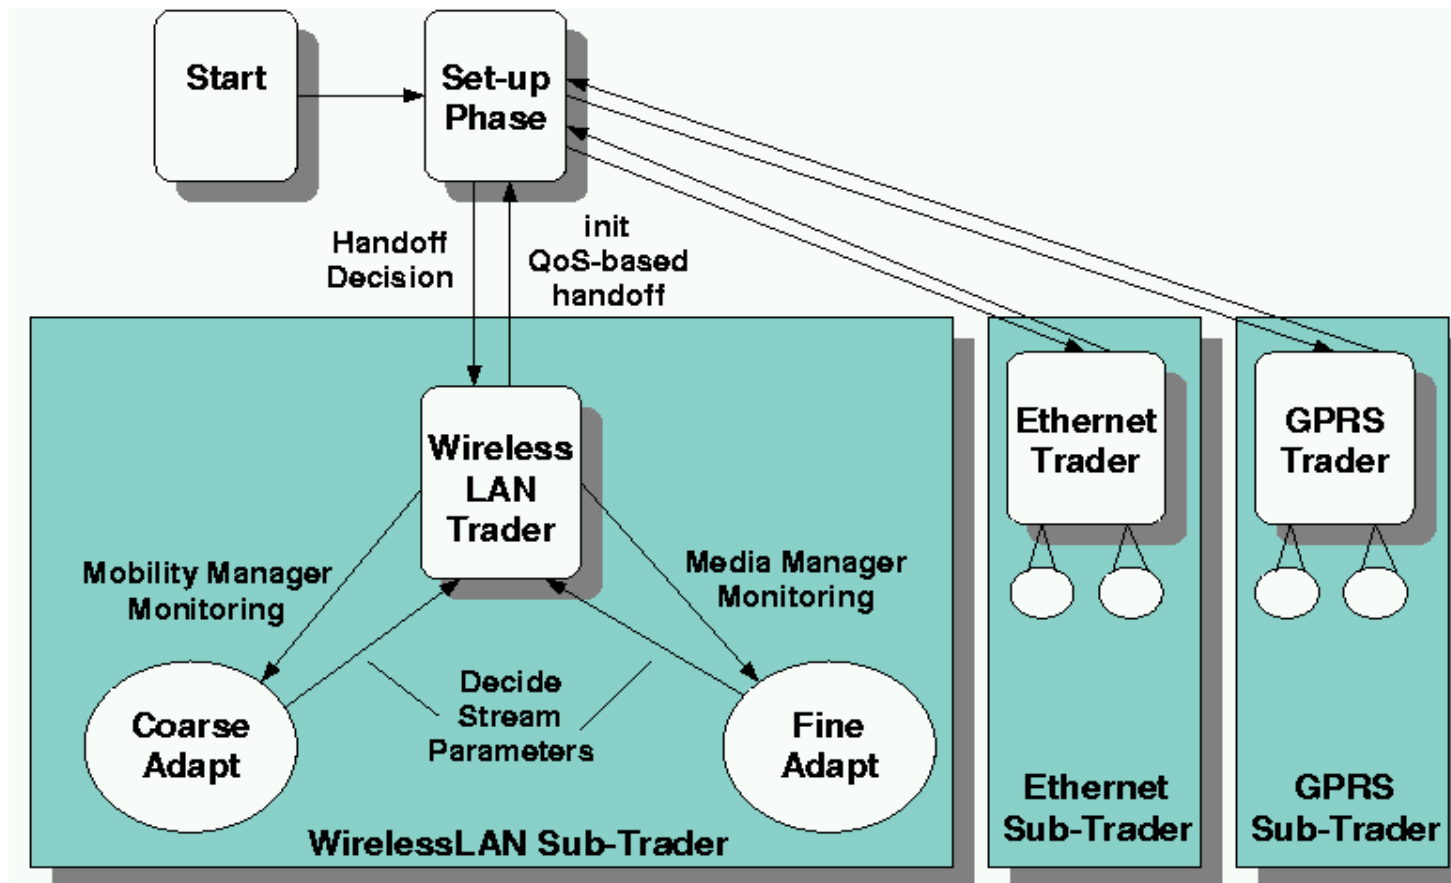 Start
Set-up
Phase
Handoff
Decision
init
QoS-based
handoff
Wireless
LAN
Trader
Ethernet
Trader
GPRS
Trader
Mobility Manager
Monitoring
Media Manager
Monitoring
Coarse
Adapt
Decide
Stream
Parameters
Fine
Adapt
WirelessLAN Sub-Trader
Ethernet
Sub-Trader
GPRS
Sub-Trader